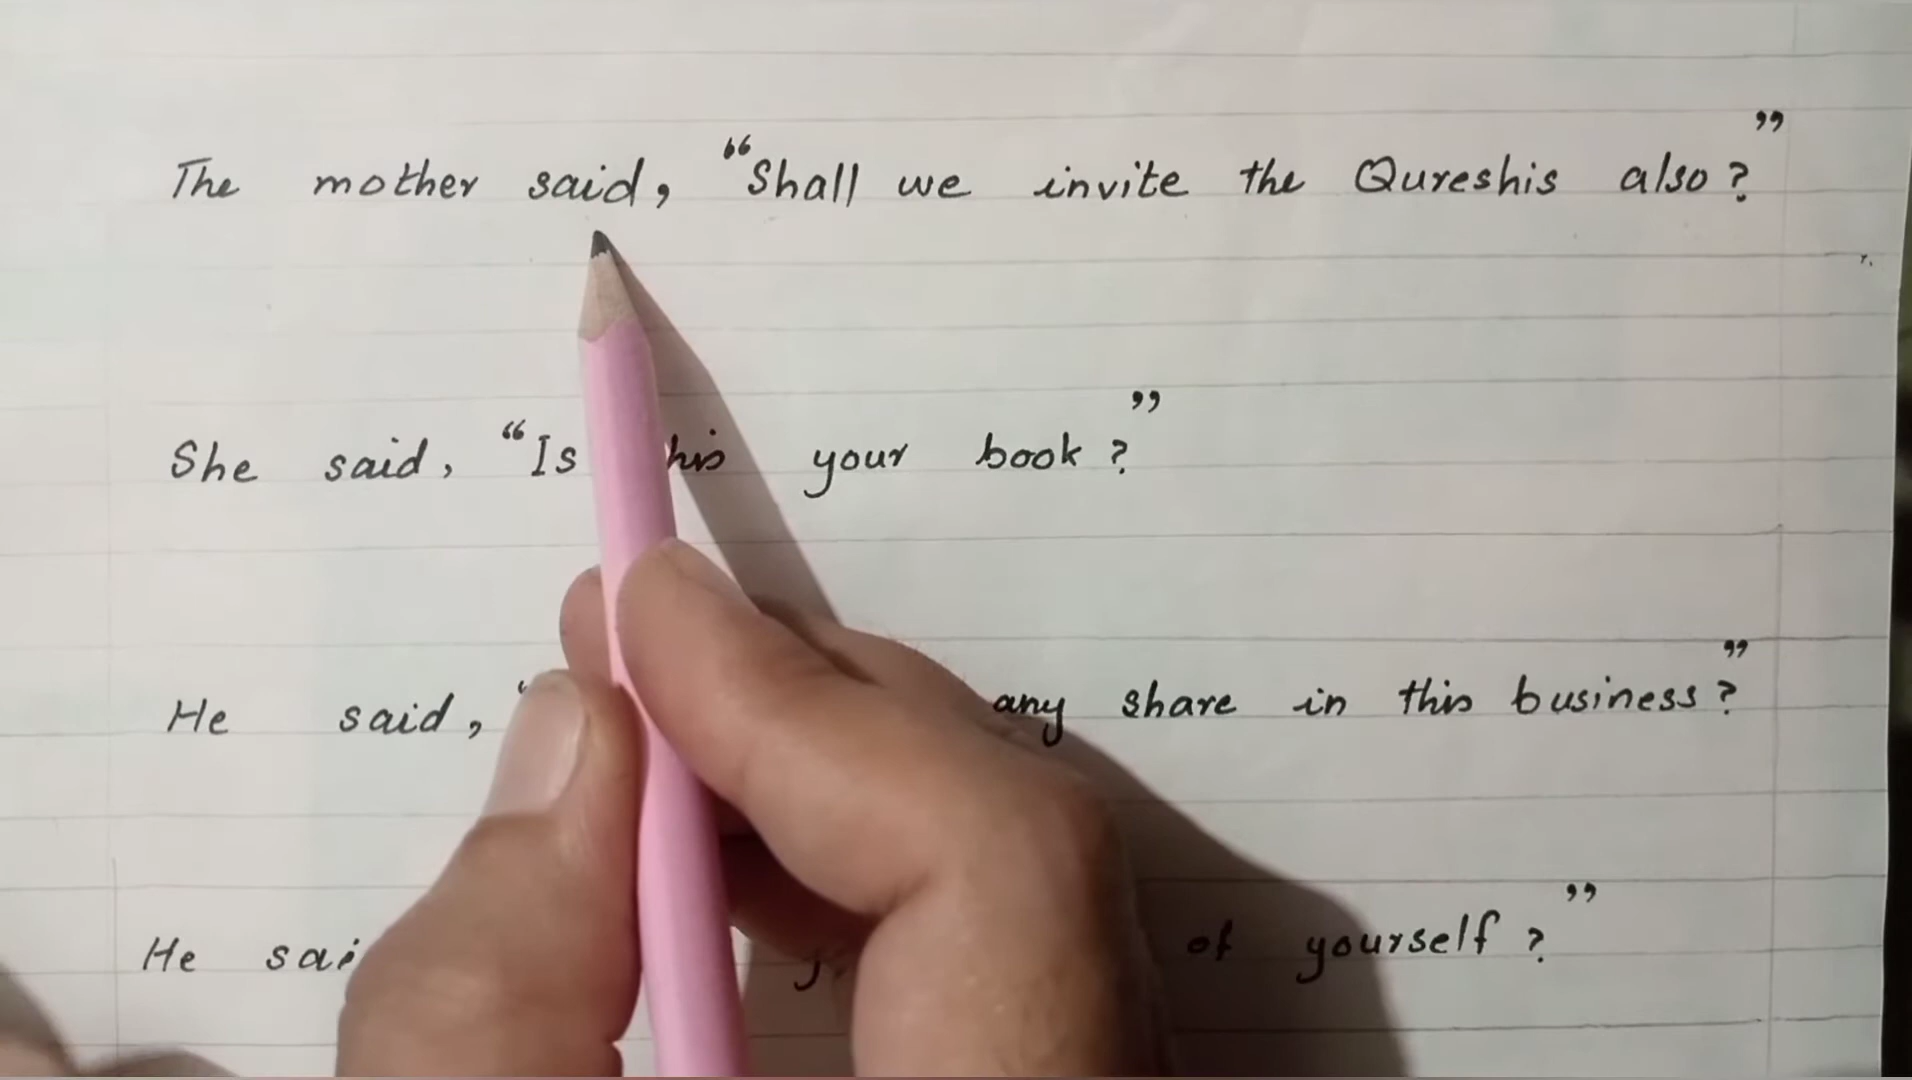 The mother said, “Shall we invite the Qureshis also?”
She said, “Is your book?”
He said, “ any share in this business?”
He of yourself?”